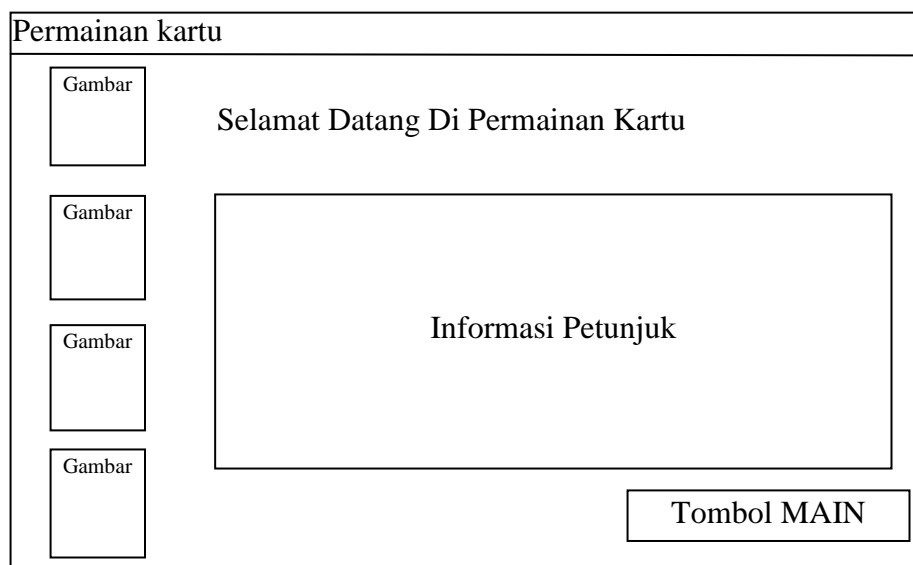 Permainan kartu
Gambar
Selamat Datang Di Permainan Kartu
Gambar
Informasi Petunjuk
Gambar
Gambar
Tombol MAIN